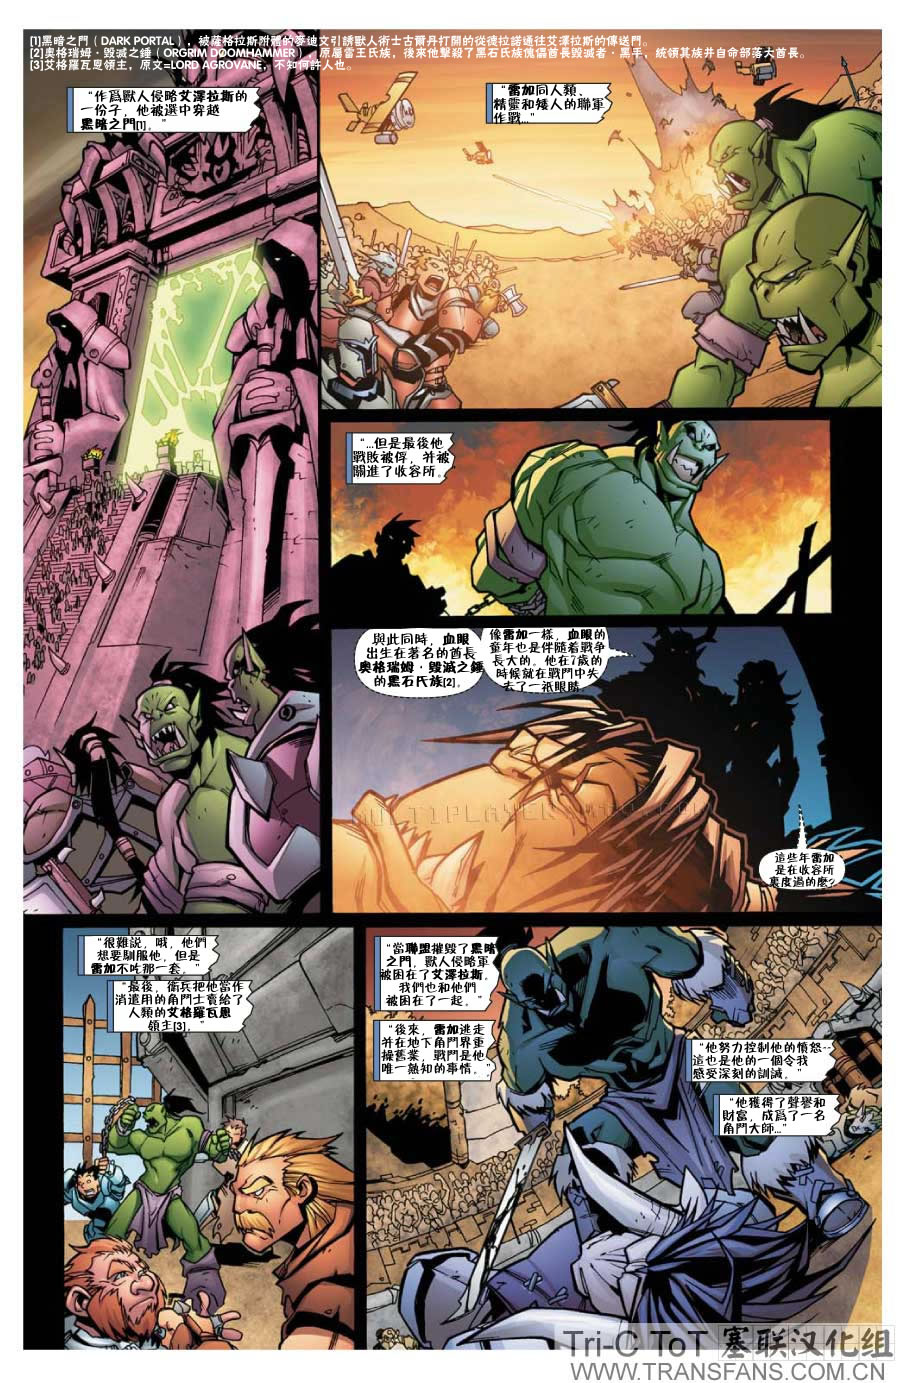 [1]黑暗之門（DARK PORTAL），被薩格拉斯附體的麥迪文引誘獸人術士古爾丹打開的從德拉諾通往艾澤拉斯的傳送門。
[2]奧格瑞姆·毀滅之錘（ORGRIM DOOMHAMMER），原屬雷王氏族，後來他擊殺了黑石氏族傀儡酋長毀滅者·黑手，統領其族并自命部落大酋長。
[3]艾格羅瓦恩領主，原文=LORD AGROVANE，不知何許人也。
“作爲獸人侵略艾澤拉斯的
一份子，他被選中穿越
黑暗之門[1]。”
“雷加同人類、
精靈和矮人的聯軍
作戰...”
“...但是最後他
戰敗被俘，并被
關進了收容所。
與此同時，血眼
出生在著名的酋長
奧格瑞姆·毀滅之錘
的黑石氏族[2]。
像雷加一樣，血眼的
童年也是伴隨着戰争
長大的。他在7歲的
時候就在戰鬥中失
去了一祇眼睛...
MULTIPLAYER
這些年雷加
是在收容所
裏度過的麽?
“很難説，哦，他們
想要馴服他，但是
雷加不吃那一套。”
“最後，衛兵把他當作
消遣用的角鬥士賣給了
人類的艾格羅瓦恩
領主[3]。”
“當聯盟摧毀了黑暗
之門，獸人侵略軍
被困在了艾澤拉斯。
我們也和他們
被困在了一起。”
“後來，雷加逃走
并在地下角鬥界重
操舊業，戰鬥是他
唯一熟知的事情。”
“他努力控制他的憤怒--
這也是他的一個令我
感受深刻的訓誡。”
“他獲得了聲譽和
財富，成爲了一名
角鬥大師...”
Tri-C ToT 塞联汉化组
WWW.TRANSFANS.COM.CN